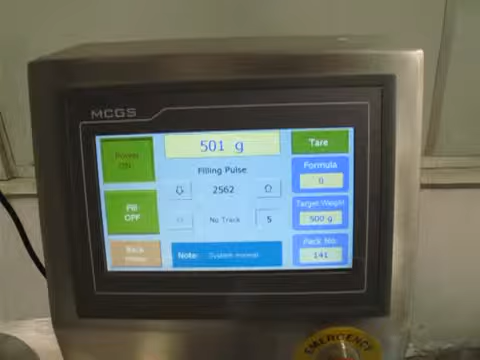 MCGS
501 g
Tare
Power
ON
Filling Pulse
2562
Formula
0
Fill
OFF
Target Weight
500 g
No Track
5
Back
Note:
System normal
Pack No.
141
EMERGENCY